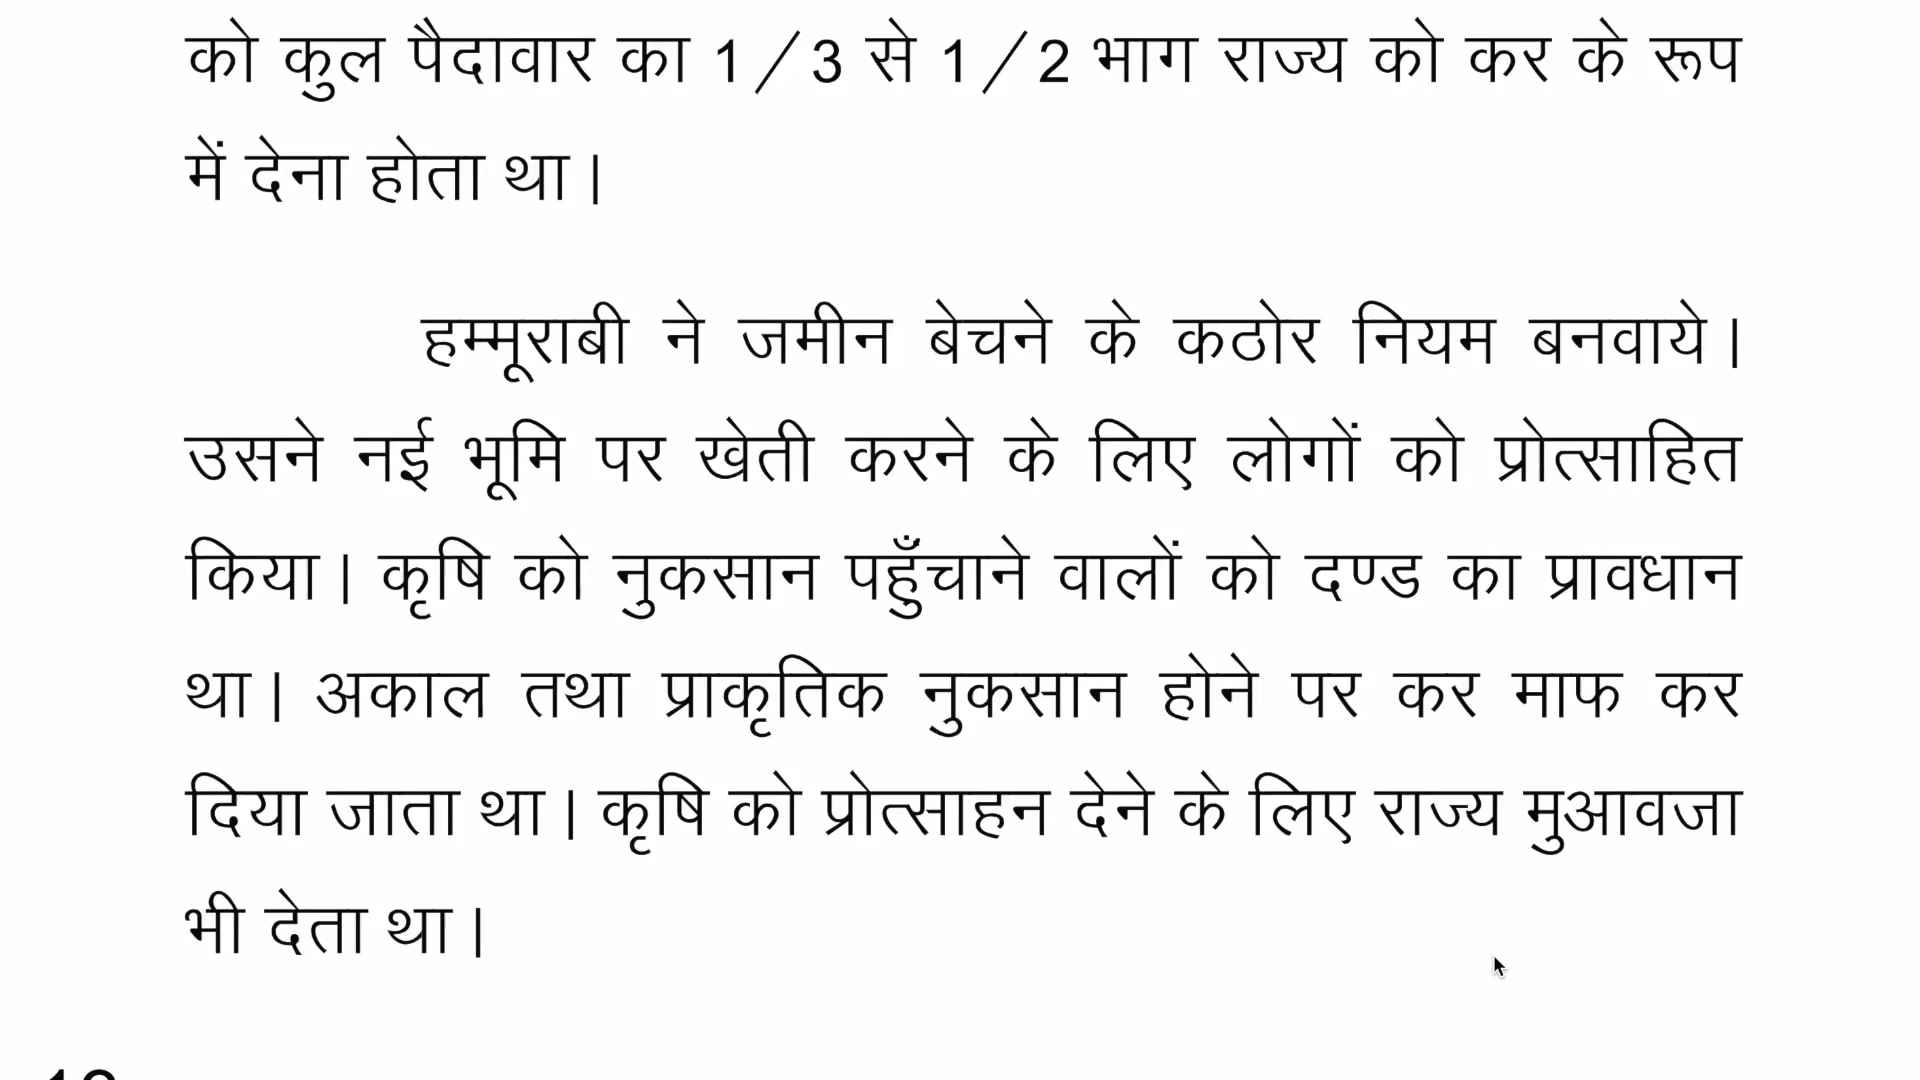 को कुल पैदावार का 1/3 से 1/2 भाग राज्य को कर के रूप
में देना होता था।
हम्मूराबी ने जमीन बेचने के कठोर नियम बनवाये।
उसने नई भूमि पर खेती करने के लिए लोगों को प्रोत्साहित
किया। कृषि को नुकसान पहुँचाने वालों को दण्ड का प्रावधान
था। अकाल तथा प्राकृतिक नुकसान होने पर कर माफ कर
दिया जाता था। कृषि को प्रोत्साहन देने के लिए राज्य मुआवजा
भी देता था।